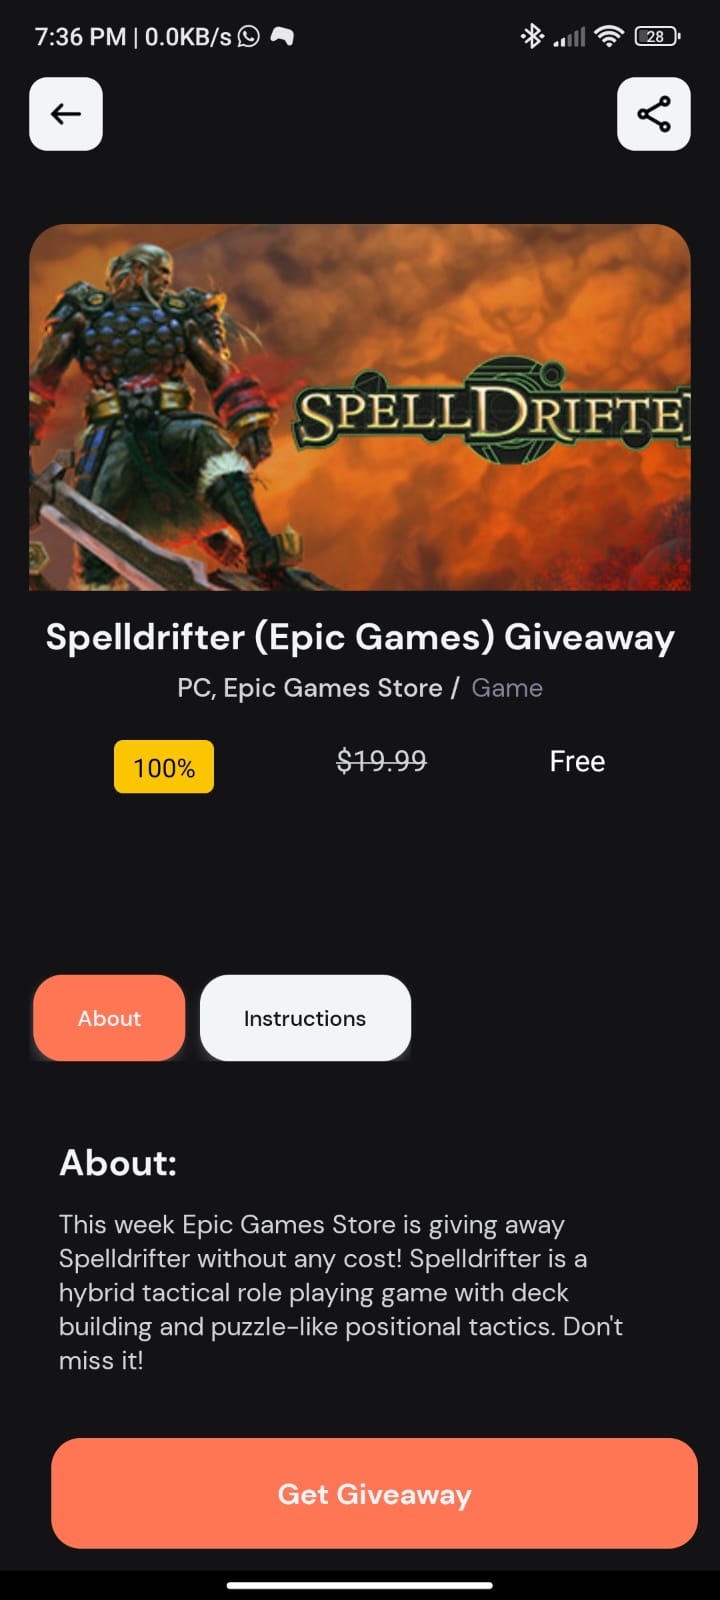 7:36 PM | 0.0KB/s
28
SPELLDRIFTE
Spelldrifter (Epic Games) Giveaway
PC, Epic Games Store / Game
100% $19.99 Free
About Instructions
About:
This week Epic Games Store is giving away
Spelldrifter without any cost! Spelldrifter is a
hybrid tactical role playing game with deck
building and puzzle-like positional tactics. Don't
miss it!
Get Giveaway